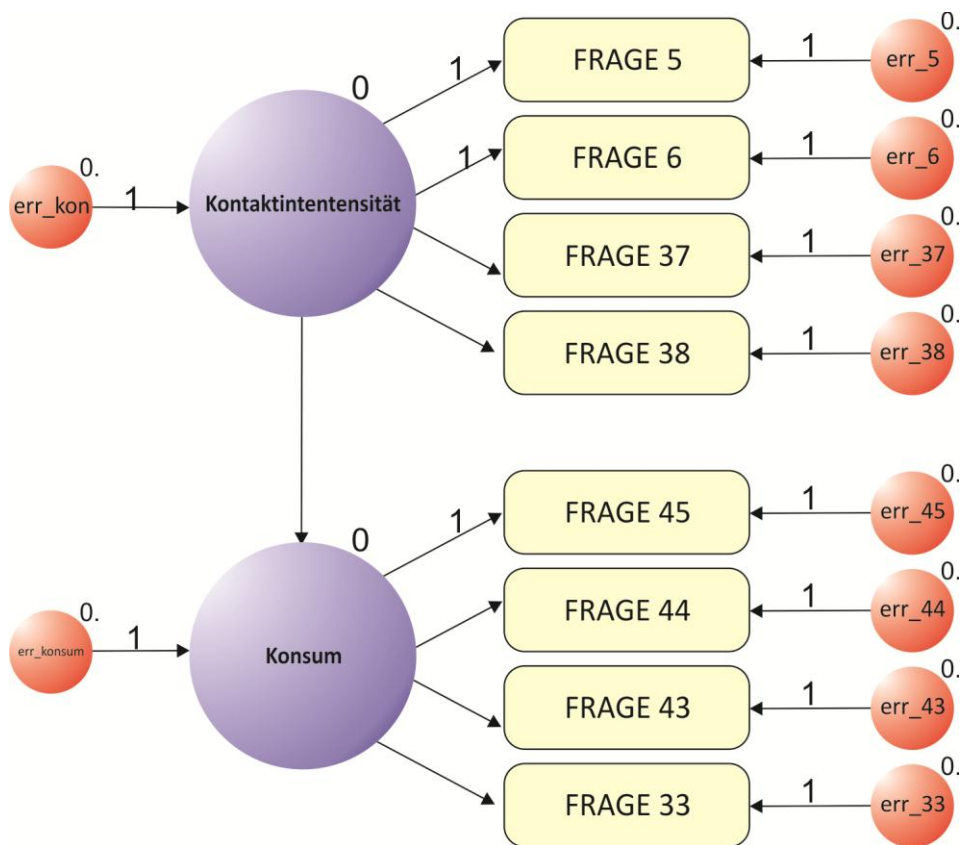 0.
1
FRAGE 5
1
err_5
0
0.
1
FRAGE 6
1
err_6
0.
err_kon
1
Kontaktintentensität
0.
FRAGE 37
1
err_37
0.
FRAGE 38
1
err_38
0.
1
FRAGE 45
1
err_45
0
0.
FRAGE 44
1
err_44
0.
err_konsum
1
Konsum
0.
FRAGE 43
1
err_43
0.
FRAGE 33
1
err_33